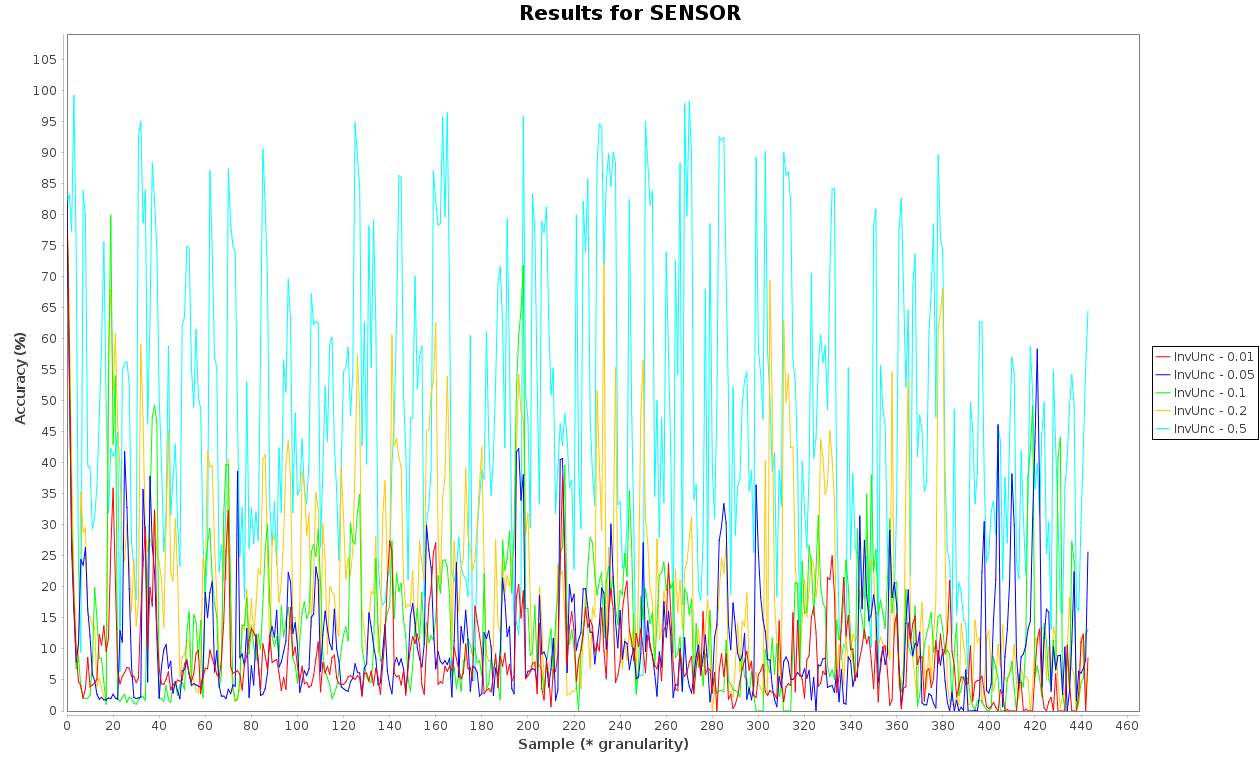 Results for SENSOR
105
100
95
90
85
80
75
70
65
60
55
50
45
40
35
30
25
20
15
10
5
0
Accuracy (%)
0 20 40 60 80 100 120 140 160 180 200 220 240 260 280 300 320 340 360 380 400 420 440 460
Sample (* granularity)
InvUnc - 0.01
InvUnc - 0.05
InvUnc - 0.1
InvUnc - 0.2
InvUnc - 0.5